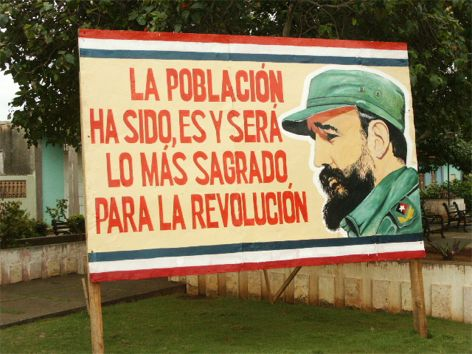 LA POBLACIÓN
HA SIDO, ES Y SERÁ
LO MÁS SAGRADO
PARA LA REVOLUCIÓN